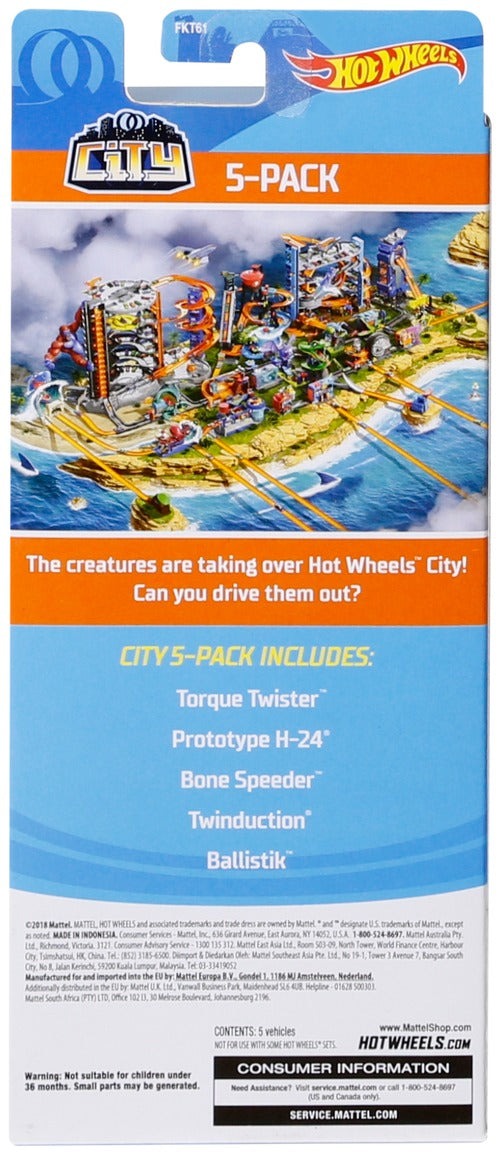 FKT61
HOT WHEELS
CITY
5-PACK
The creatures are taking over Hot Wheels™ City!
Can you drive them out?
CITY 5-PACK INCLUDES:
Torque Twister™
Prototype H-24®
Bone Speeder™
Twinduction®
Ballistik™
©2018 Mattel. MATTEL, HOT WHEELS and associated trademarks and trade dress are owned by Mattel. ® and ™ designate U.S. trademarks of Mattel, except
as noted. MADE IN INDONESIA. Consumer Services - Mattel, Inc., 636 Girard Avenue, East Aurora, NY 14052, U.S.A. 1-800-524-8697. Mattel Australia Pty.
Ltd., Richmond, Victoria. 3121. Consumer Advisory Service - 1300 135 312. Mattel East Asia Ltd., Room 503-09, North Tower, World Finance Centre, Harbour
City, Tsimshatsui, HK, China. Tel.: (852) 3185-6500. Diimport & Diedarkan Oleh: Mattel Southeast Asia Pte. Ltd., No 19-1, Tower 3 Avenue 7, Bangsar South
City, No 8, Jalan Kerinchi, 59200 Kuala Lumpur, Malaysia. Tel: 03-33419052
Manufactured for and imported into the EU by: Mattel Europa B.V., Gondel 1, 1186 MJ Amstelveen, Nederland.
Additionally distributed in the EU by: Mattel U.K. Ltd., Vanwall Business Park, Maidenhead SL6 4UB. Helpline - 01628 500303.
Mattel South Africa (PTY) LTD, Office 102 I3, 30 Melrose Boulevard, Johannesburg 2196.
CONTENTS: 5 vehicles
NOT FOR USE WITH SOME HOT WHEELS® SETS.
www.MattelShop.com
HOTWHEELS.COM
Warning: Not suitable for children under
36 months. Small parts may be generated.
CONSUMER INFORMATION
Need Assistance? Visit service.mattel.com or call 1-800-524-8697
(US and Canada only).
SERVICE.MATTEL.COM